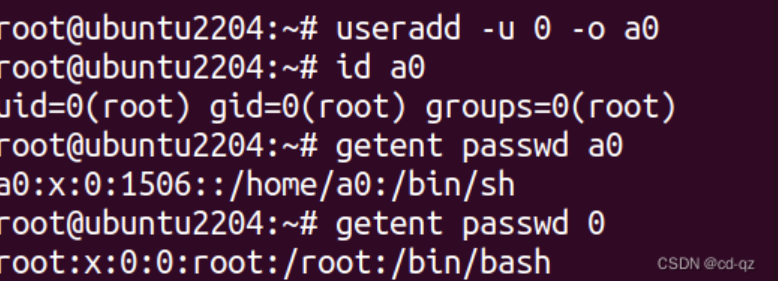 root@ubuntu2204:~# useradd -u 0 -o a0
root@ubuntu2204:~# id a0
uid=0(root) gid=0(root) groups=0(root)
root@ubuntu2204:~# getent passwd a0
a0:x:0:1506::/home/a0:/bin/sh
root@ubuntu2204:~# getent passwd 0
root:x:0:0:root:/root:/bin/bash
CSDN @cd-qz